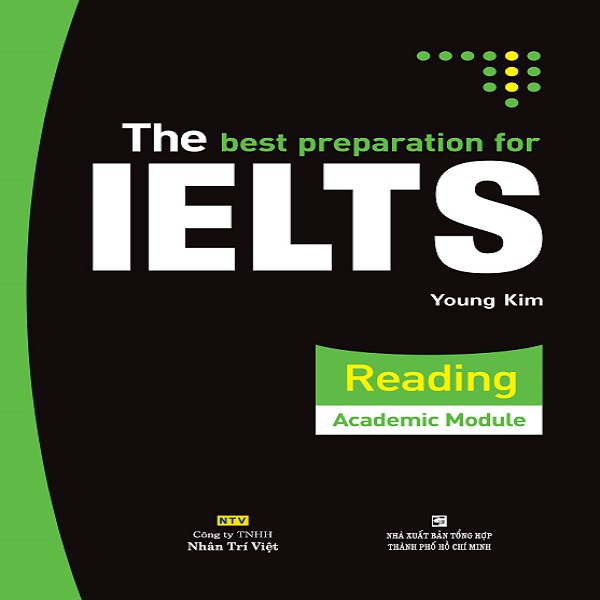 The best preparation for
IELTS
Young Kim
Reading
Academic Module
NTV
Công ty TNHH
Nhân Trí Việt
NHÀ XUẤT BẢN TỔNG HỢP
THÀNH PHỐ HỒ CHÍ MINH